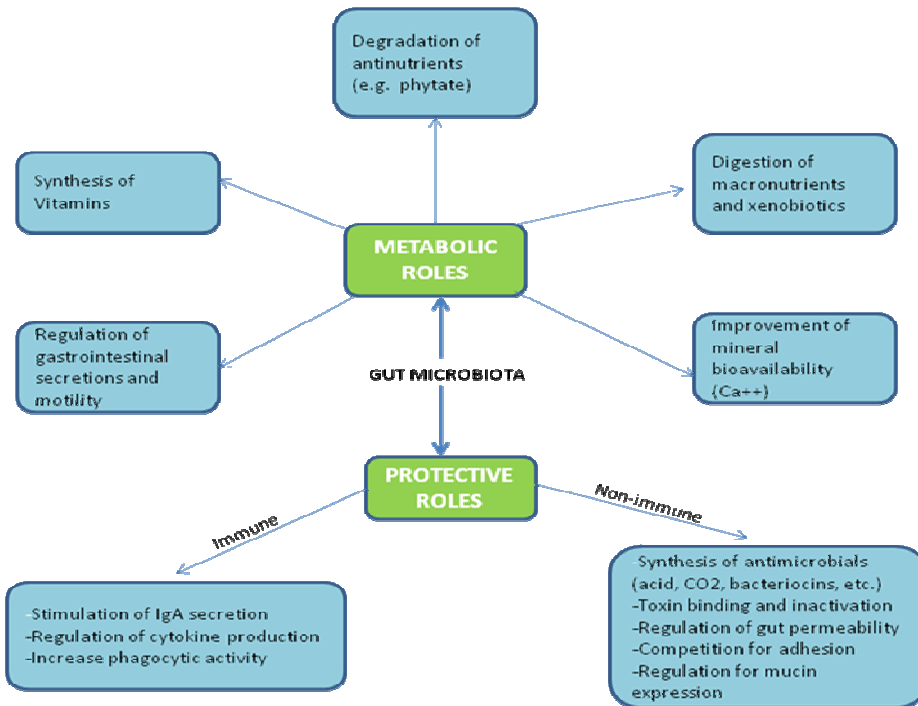 Degradation of
antinutrients
(e.g. phytate)
Synthesis of
Vitamins
Digestion of
macronutrients
and xenobiotics
METABOLIC
ROLES
Regulation of
gastrointestinal
secretions and
motility
Improvement of
mineral
bioavailability
(Ca++)
GUT MICROBIOTA
PROTECTIVE
ROLES
Immune
Non-immune
-Stimulation of IgA secretion
-Regulation of cytokine production
-Increase phagocytic activity
-Synthesis of antimicrobials
(acid, CO2, bacteriocins, etc.)
-Toxin binding and inactivation
-Regulation of gut permeability
-Competition for adhesion
-Regulation for mucin
expression